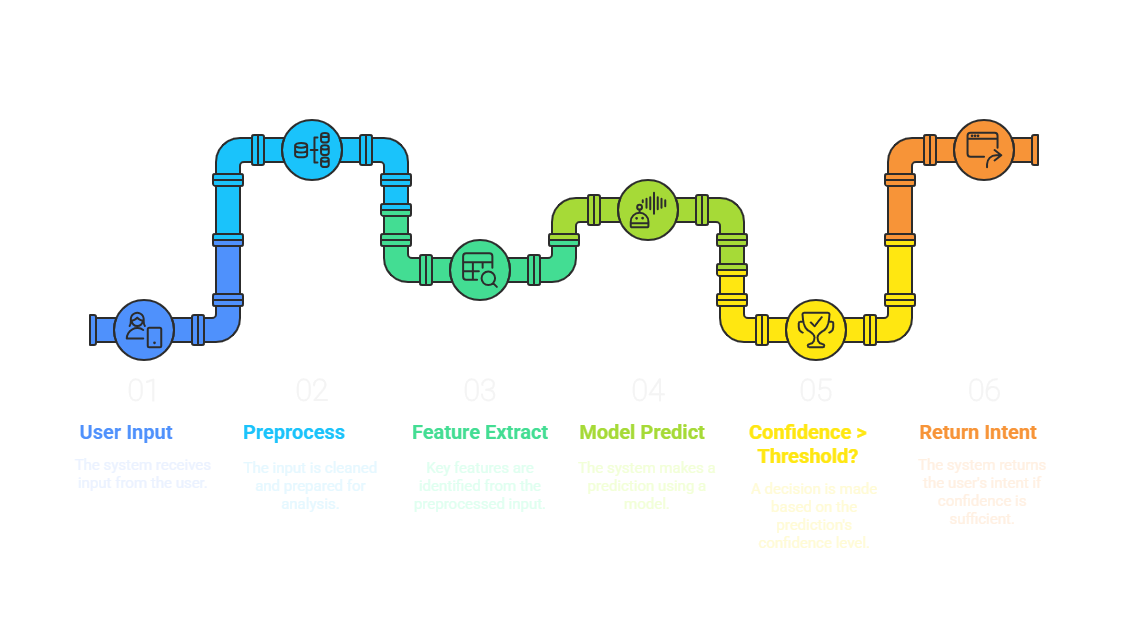 01
User Input
The system receives
input from the user.
02
Preprocess
The input is cleaned
and prepared for
analysis.
03
Feature Extract
Key features are
identified from the
preprocessed input.
04
Model Predict
The system makes a
prediction using a
model.
05
Confidence >
Threshold?
A decision is made
based on the
prediction's
confidence level.
06
Return Intent
The system returns
the user's intent if
confidence is
sufficient.